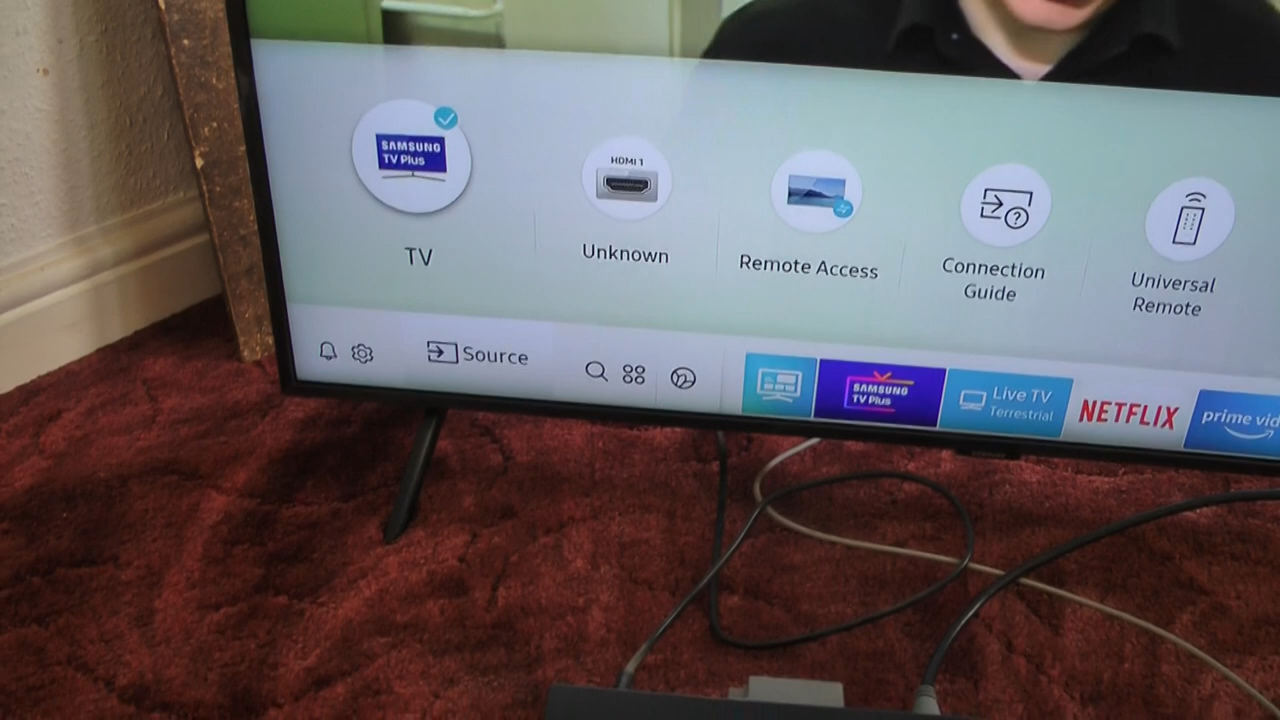 SAMSUNG
TV Plus
TV
HDMI 1
Unknown
Remote Access
Connection
Guide
Universal
Remote
Source
SAMSUNG
TV Plus
Live TV
Terrestrial
NETFLIX
prime vid